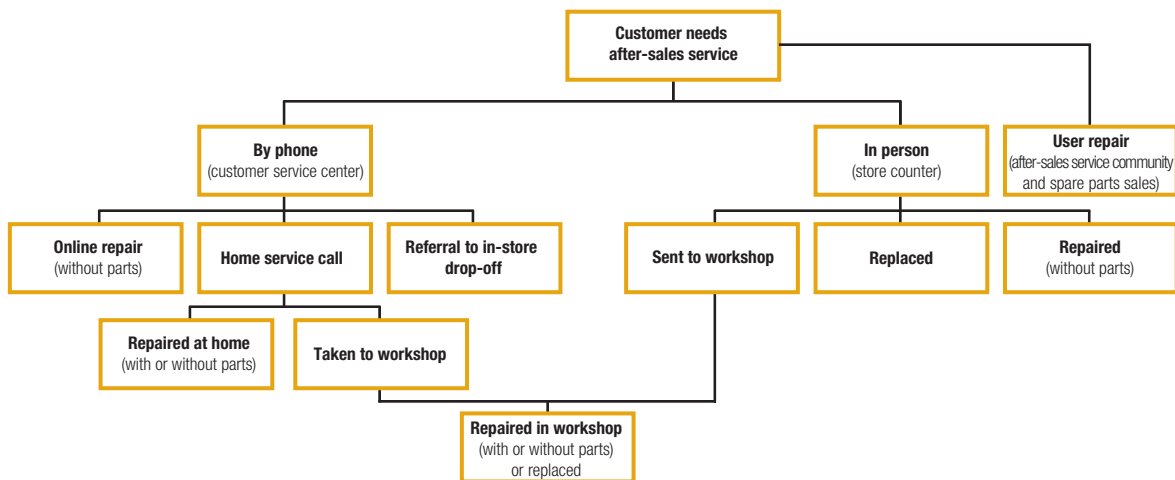 Customer needs
after-sales service
By phone
(customer service center)
In person
(store counter)
User repair
(after-sales service community
and spare parts sales)
Online repair
(without parts)
Home service call
Referral to in-store
drop-off
Sent to workshop
Replaced
Repaired
(without parts)
Repaired at home
(with or without parts)
Taken to workshop
Repaired in workshop
(with or without parts)
or replaced